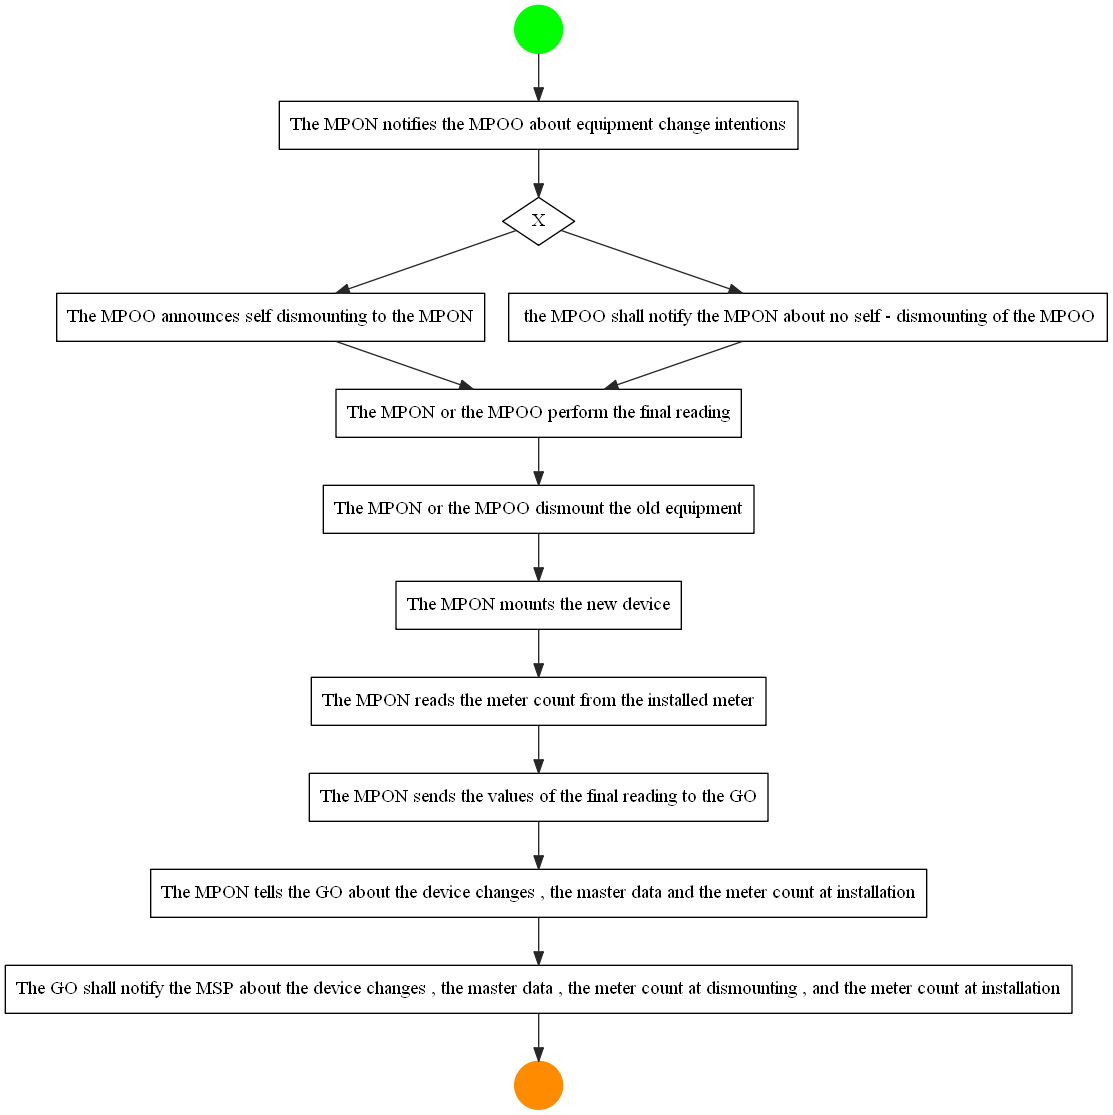 The MPON notifies the MPOO about equipment change intentions
X
The MPOO announces self dismounting to the MPON
the MPOO shall notify the MPON about no self - dismounting of the MPOO
The MPON or the MPOO perform the final reading
The MPON or the MPOO dismount the old equipment
The MPON mounts the new device
The MPON reads the meter count from the installed meter
The MPON sends the values of the final reading to the GO
The MPON tells the GO about the device changes , the master data and the meter count at installation
The GO shall notify the MSP about the device changes , the master data , the meter count at dismounting , and the meter count at installation